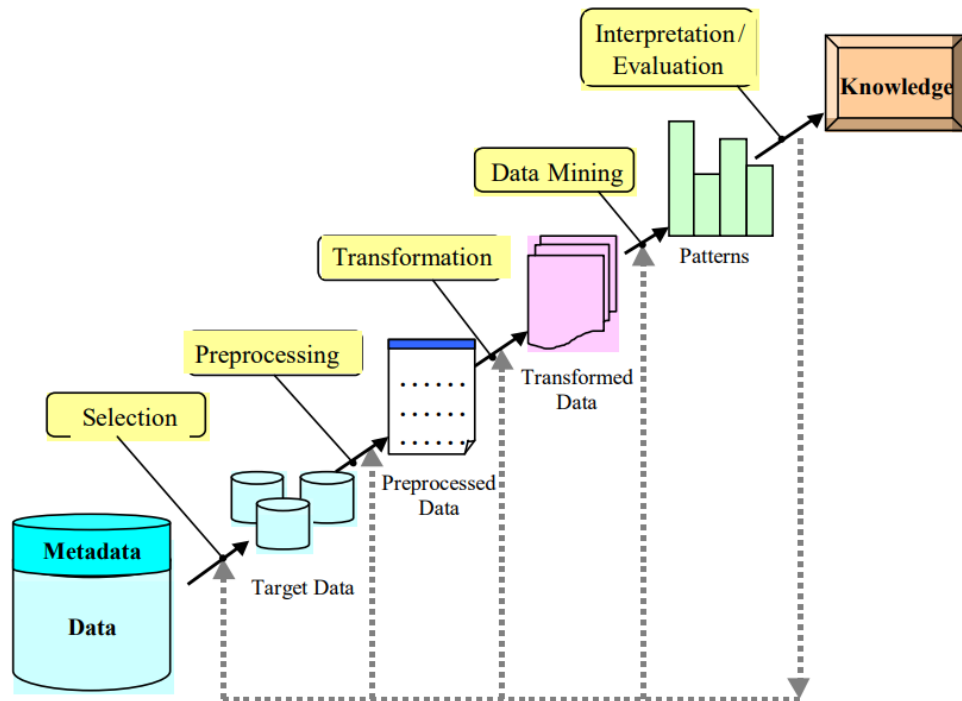 Interpretation/
Evaluation
Knowledge
Data Mining
Patterns
Transformation
Transformed
Data
Preprocessing
Preprocessed
Data
Selection
Target Data
Metadata
Data